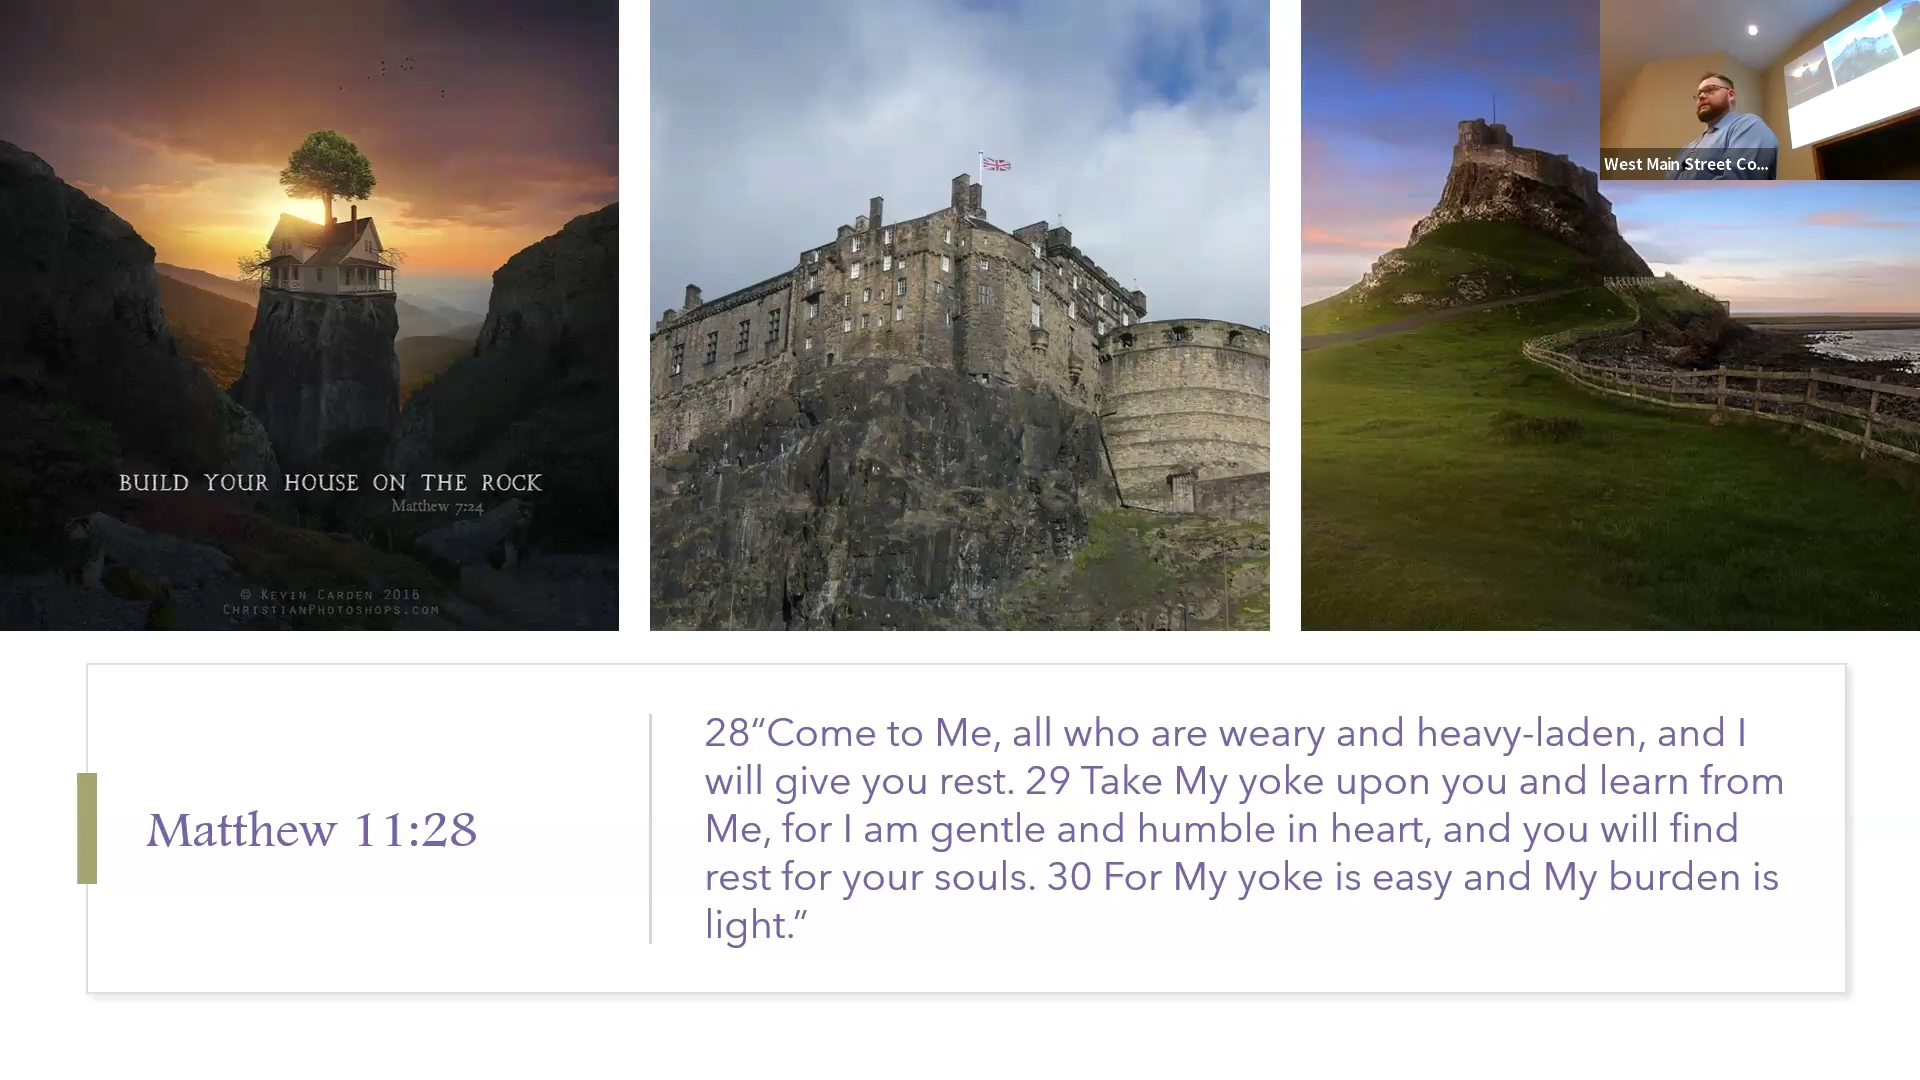 West Main Street Co...
BUILD YOUR HOUSE ON THE ROCK
Matthew 7:24
© KEVIN CARDEN 2016
CHRISTIANPHOTOSHOPS.COM
Matthew 11:28
28“Come to Me, all who are weary and heavy-laden, and I
will give you rest. 29 Take My yoke upon you and learn from
Me, for I am gentle and humble in heart, and you will find
rest for your souls. 30 For My yoke is easy and My burden is
light.”